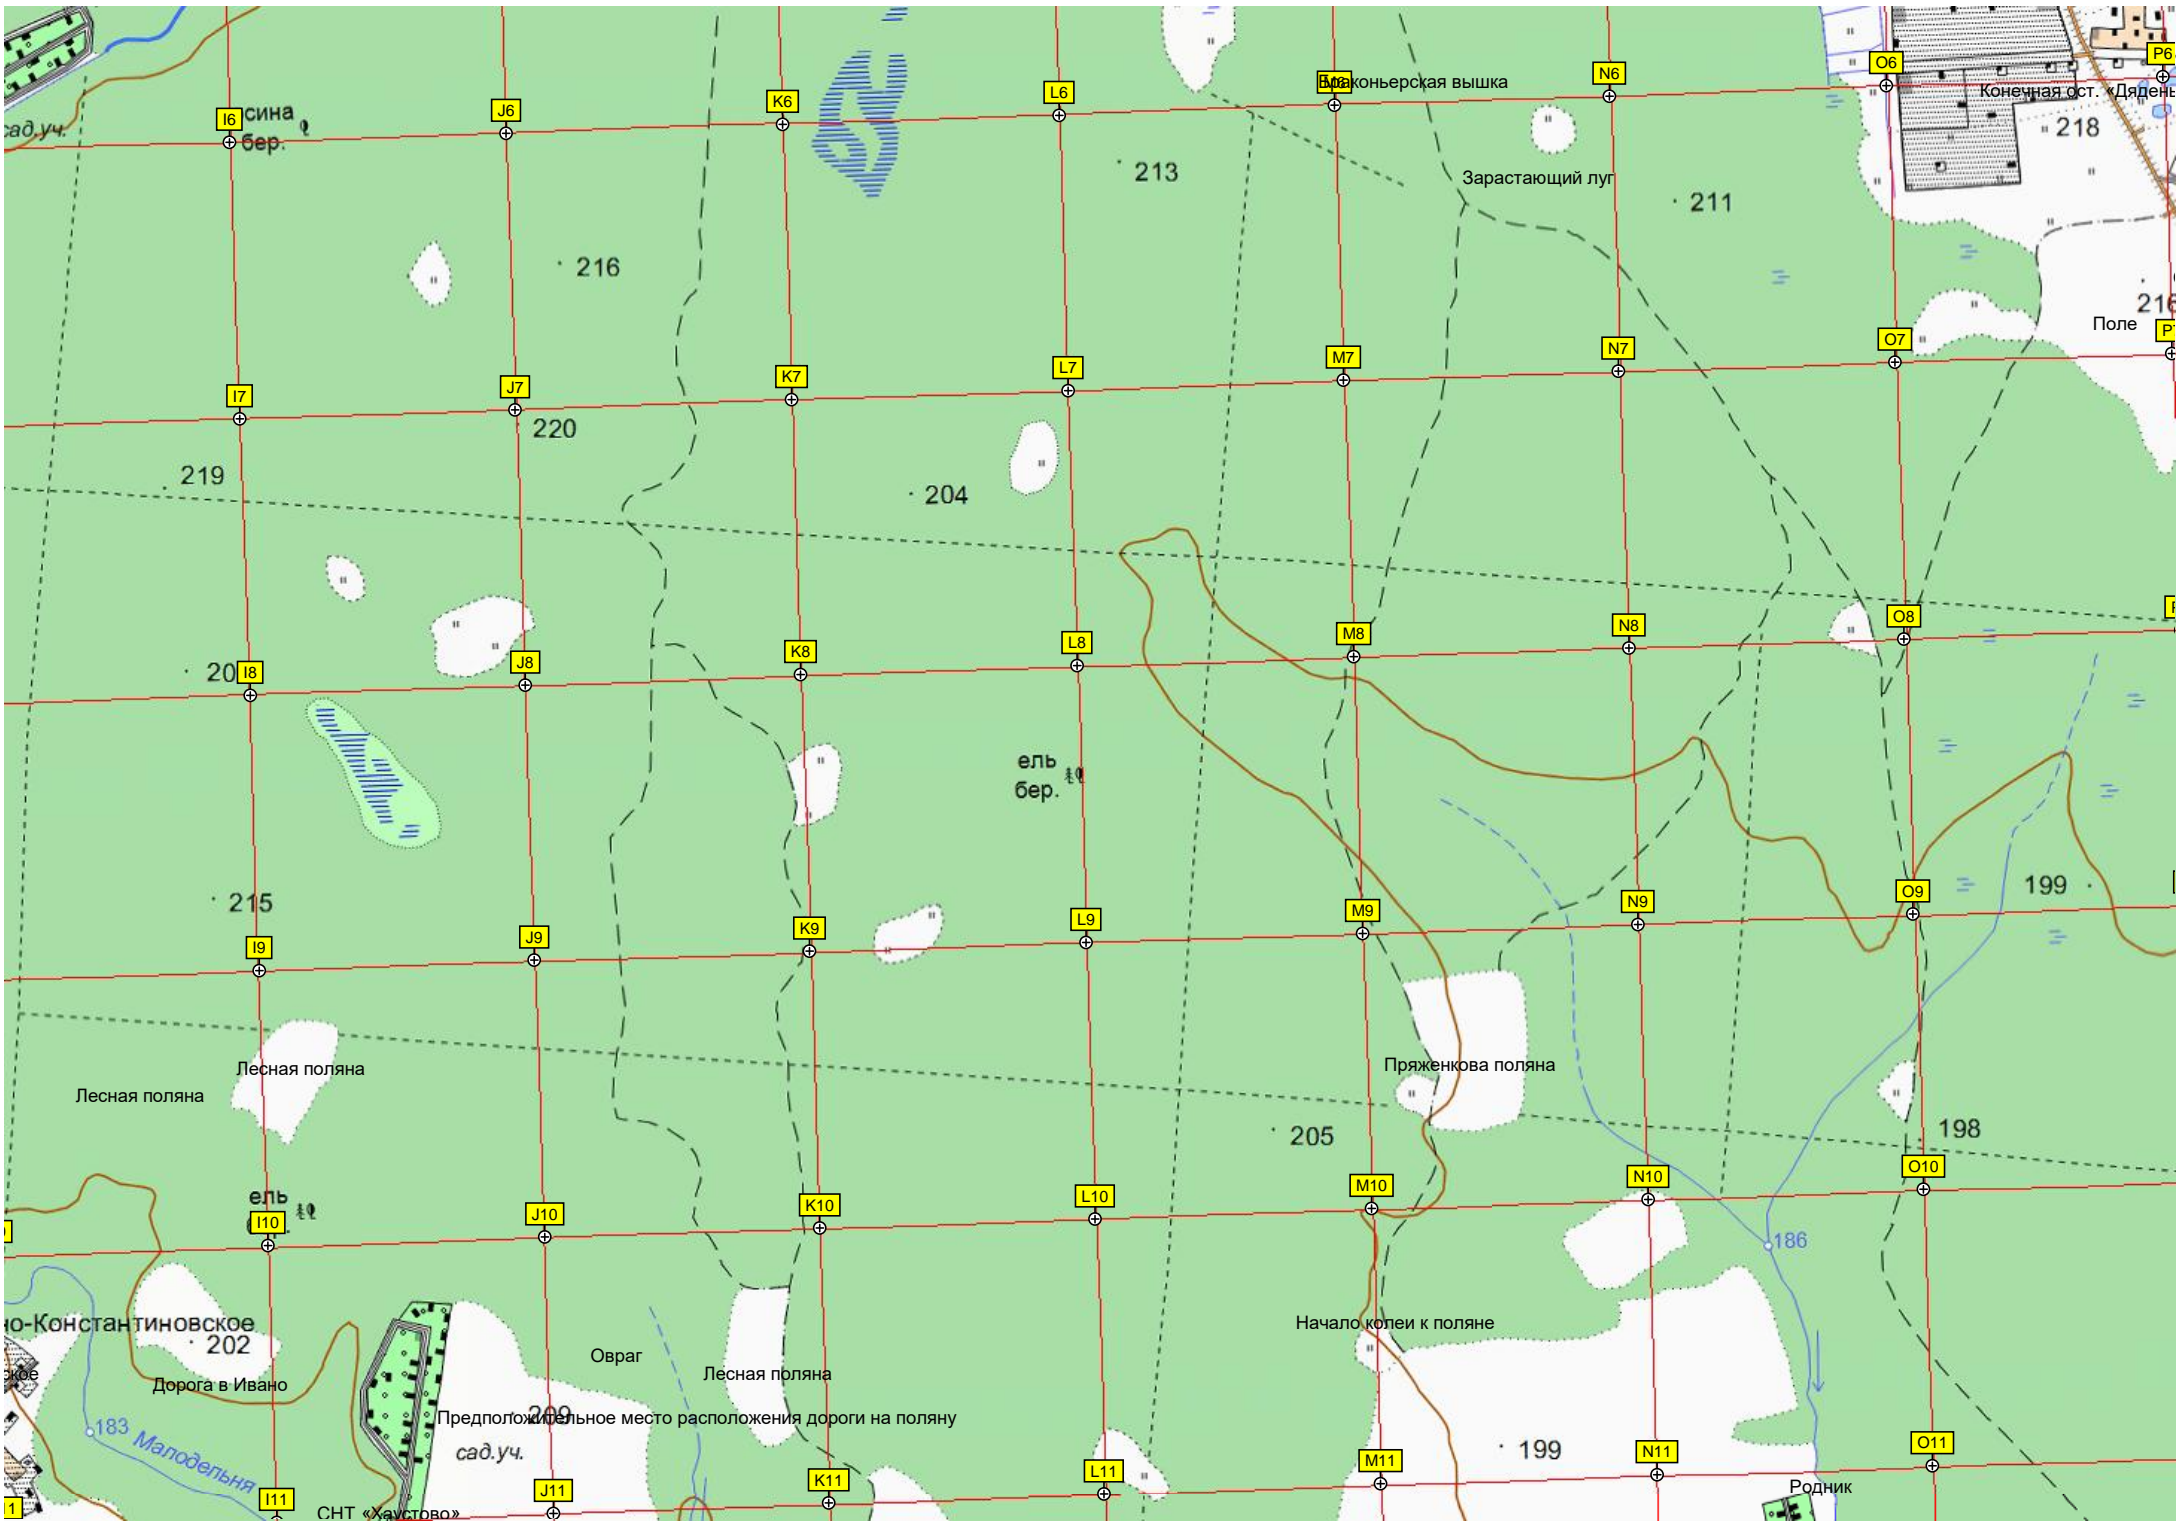 P6
O6
N6
Браконьерская вышка
L6
K6
J6
I6
сина
бер.
сад.уч.
Конечная ост. «Дядень
218
213
Зарастающий луг
211
216
216
Поле
O7
N7
M7
L7
K7
J7
I7
220
219
204
O8
N8
M8
L8
K8
J8
I8
20
ель
бер.
199
215
O9
N9
M9
L9
K9
J9
I9
Лесная поляна
Лесная поляна
Пряженкова поляна
205
198
O10
N10
M10
L10
K10
J10
I10
ель
186
но-Константиновское
202
Начало колеи к поляне
Овраг
Лесная поляна
ское
Дорога в Ивано
209
Предположительное место расположения дороги на поляну
183
Малодельня
сад.уч.
199
O11
N11
M11
L11
K11
J11
I11
Родник
СНТ «Хаустово»